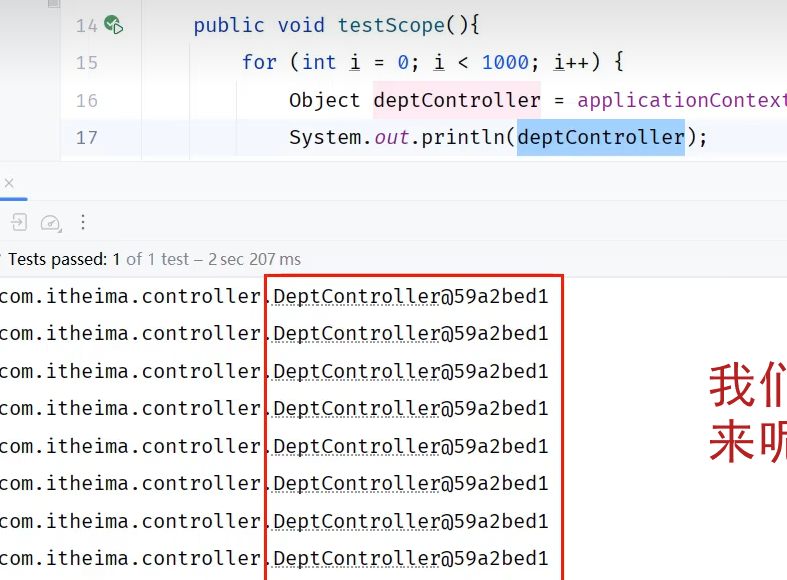 14 public void testScope(){
15 for (int i = 0; i < 1000; i++) {
16 Object deptController = applicationContext
17 System.out.println(deptController);
Tests passed: 1 of 1 test – 2 sec 207 ms
com.itheima.controller.DeptController@59a2bed1
com.itheima.controller.DeptController@59a2bed1
com.itheima.controller.DeptController@59a2bed1
com.itheima.controller.DeptController@59a2bed1
com.itheima.controller.DeptController@59a2bed1
com.itheima.controller.DeptController@59a2bed1
com.itheima.controller.DeptController@59a2bed1
com.itheima.controller.DeptController@59a2bed1
我们
来呢